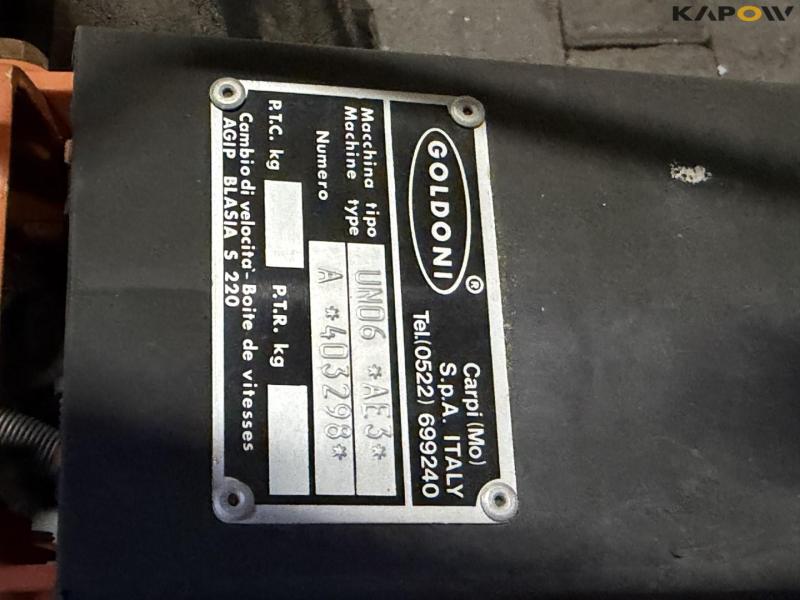 KAPOW
GOLDONI ®
Carpi (Mo)
S.p.A. ITALY
Tel.(0522) 699240
Macchina tipo
Machine type
UNO6 *AE3*
Numero
A *403298*
P.T.C. kg
P.T.R. kg
Cambio di velocita' - Boite de vitesses
AGIP BLASIA S 220